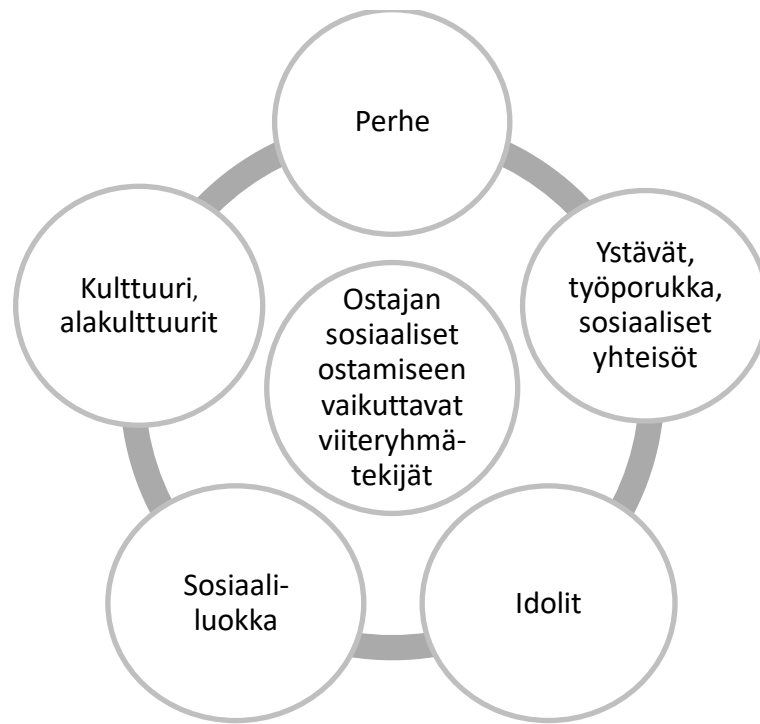 Perhe
Ystävät,
työporukka,
sosiaaliset
yhteisöt
Idolit
Sosiaali-
luokka
Kulttuuri,
alakulttuurit
Ostajan
sosiaaliset
ostamiseen
vaikuttavat
viiteryhmä-
tekijät